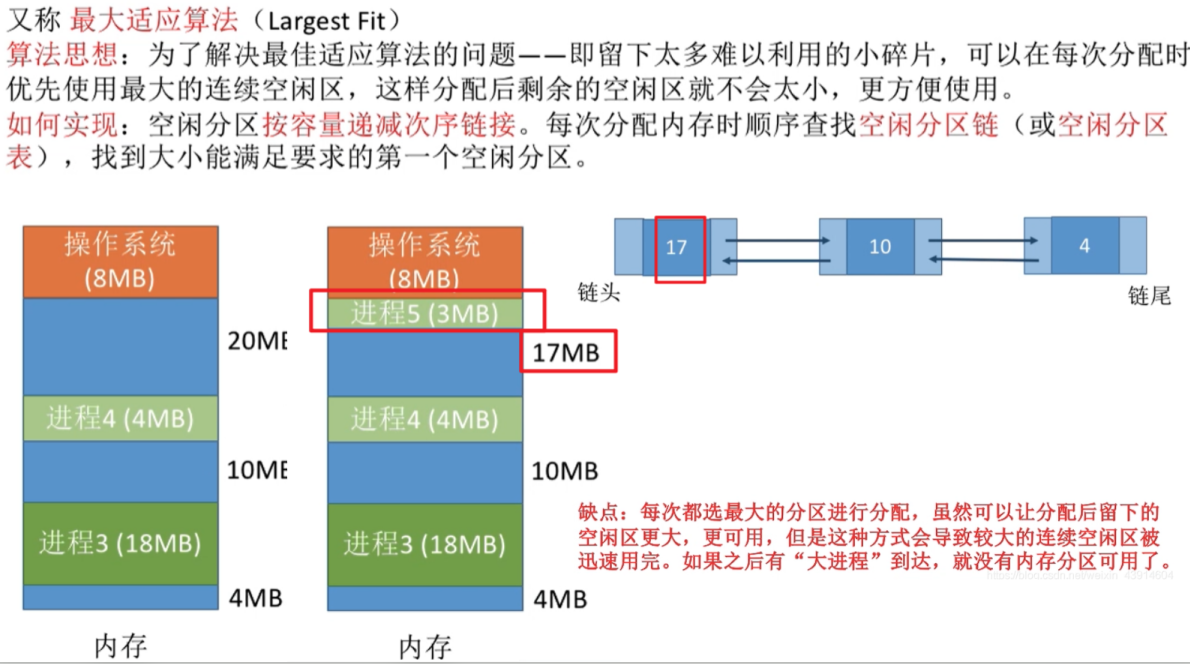 又称 最大适应算法（Largest Fit）
算法思想：为了解决最佳适应算法的问题——即留下太多难以利用的小碎片，可以在每次分配时
优先使用最大的连续空闲区，这样分配后剩余的空闲区就不会太小，更方便使用。
如何实现：空闲分区按容量递减次序链接。每次分配内存时顺序查找空闲分区链（或空闲分区
表），找到大小能满足要求的第一个空闲分区。
操作系统
(8MB)
20MB
进程4 (4MB)
10MB
进程3 (18MB)
4MB
内存
操作系统
(8MB)
进程5 (3MB)
17MB
进程4 (4MB)
10MB
进程3 (18MB)
4MB
内存
17
10
4
链头
链尾
缺点：每次都选最大的分区进行分配，虽然可以让分配后留下的
空闲区更大，更可用，但是这种方式会导致较大的连续空闲区被
迅速用完。如果之后有“大进程”到达，就没有内存分区可用了。